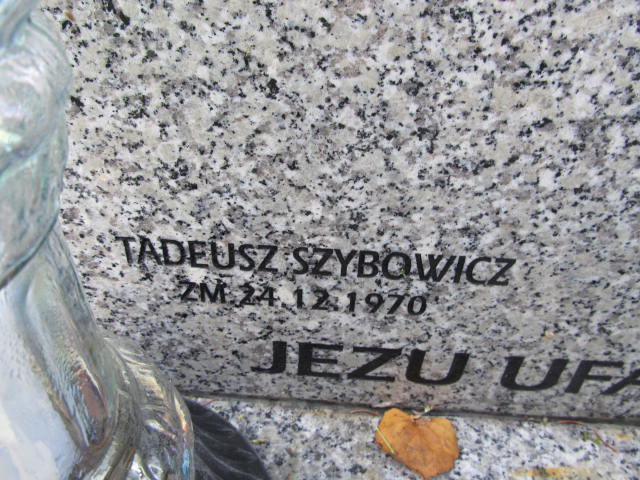 TADEUSZ SZYBOWICZ
ZM.24.12.1970
JEZU UFA